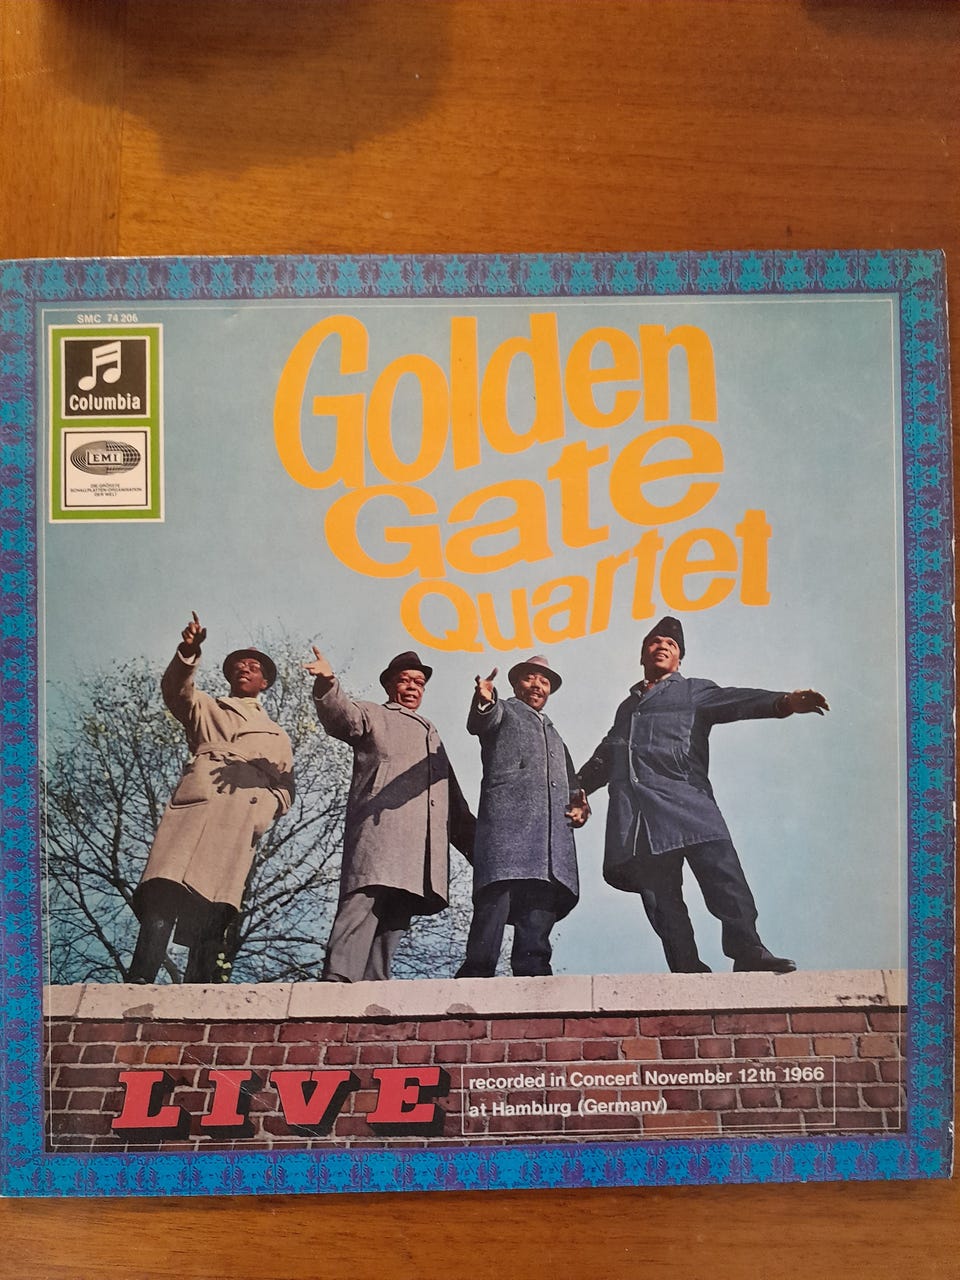 SMC 74 206
Columbia
EMI
DIE GRÖSSTE
SCHALLPLATTEN-ORGANISATION
DER WELT
Golden
Gate
Quartet
LIVE
recorded in Concert November 12th 1966
at Hamburg (Germany)